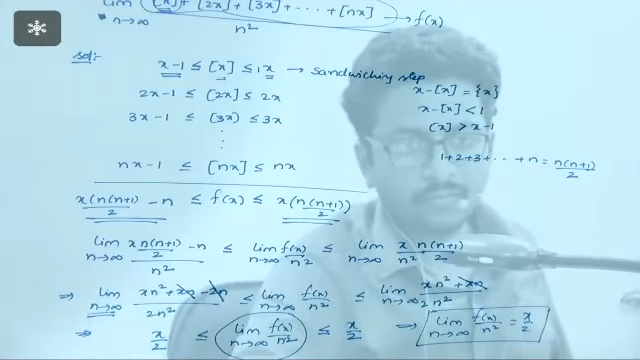 lim n→∞ [x] + [2x] + [3x] + ... + [nx] / n² → f(x)
sol:-
x-1 ≤ [x] ≤ 1x → Sandwiching step
x-[x] = {x}
2x-1 ≤ [2x] ≤ 2x
x-[x] < 1
3x-1 ≤ [3x] ≤ 3x
[x] > x-1
⋮
1+2+3+...+n = n(n+1)/2
nx-1 ≤ [nx] ≤ nx
x(n(n+1)/2) - n ≤ f(x) ≤ x(n(n+1)/2)
lim n→∞ (x n(n+1)/2 - n)/n² ≤ lim n→∞ f(x)/n² ≤ lim n→∞ x/n² n(n+1)/2
⇒ lim n→∞ (xn² + xn - 2n)/2n² ≤ lim n→∞ f(x)/n² ≤ lim n→∞ (xn² + xn)/2n²
⇒ x/2 ≤ lim n→∞ f(x)/n² ≤ x/2 ⇒ lim n→∞ f(x)/n² = x/2